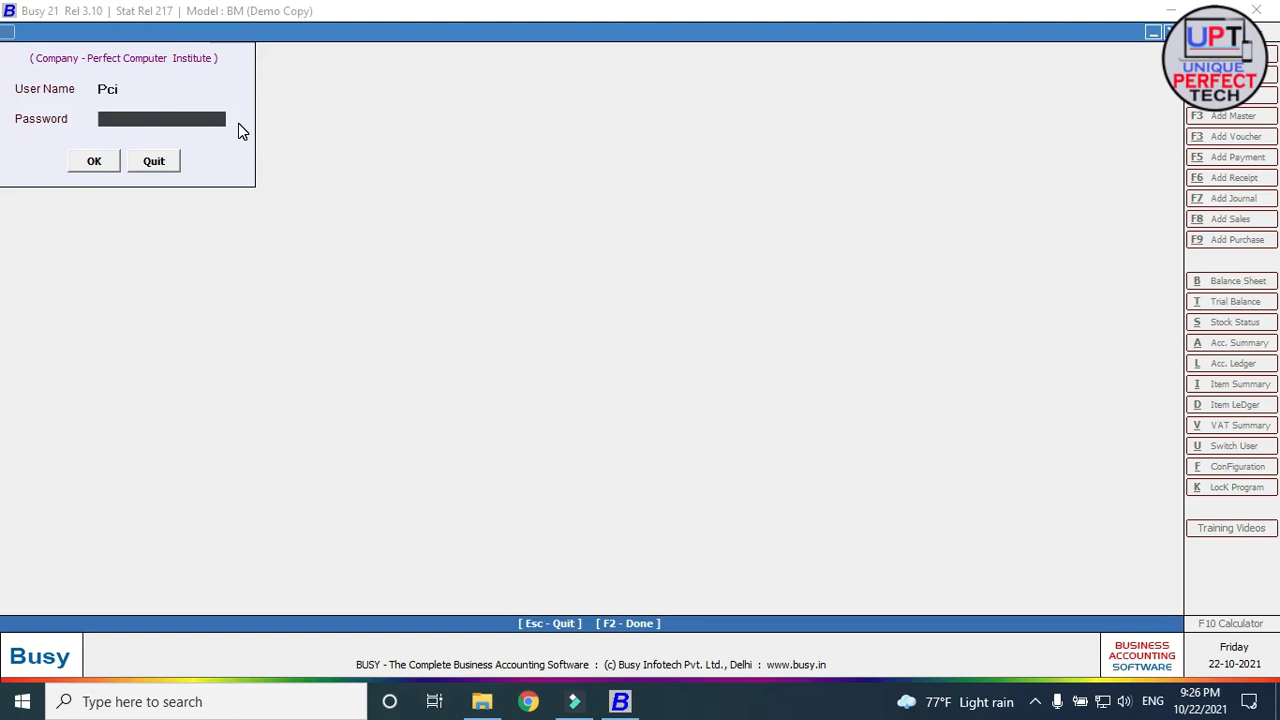 Busy 21 Rel 3.10 | Stat Rel 217 | Model : BM (Demo Copy)
( Company - Perfect Computer Institute )
User Name Pci
Password
OK Quit
UPT
UNIQUE
PERFECT
TECH
F3 Add Master
F3 Add Voucher
F5 Add Payment
F6 Add Receipt
F7 Add Journal
F8 Add Sales
F9 Add Purchase
B Balance Sheet
T Trial Balance
S Stock Status
A Acc. Summary
L Acc. Ledger
I Item Summary
D Item LeDger
V VAT Summary
U Switch User
F ConFiguration
K LocK Program
Training Videos
[ Esc - Quit ] [ F2 - Done ]
F10 Calculator
Busy
BUSY - The Complete Business Accounting Software : (c) Busy Infotech Pvt. Ltd., Delhi : www.busy.in
BUSINESS
ACCOUNTING
SOFTWARE
Friday
22-10-2021
Type here to search
B
77°F Light rain
ENG
9:26 PM
10/22/2021